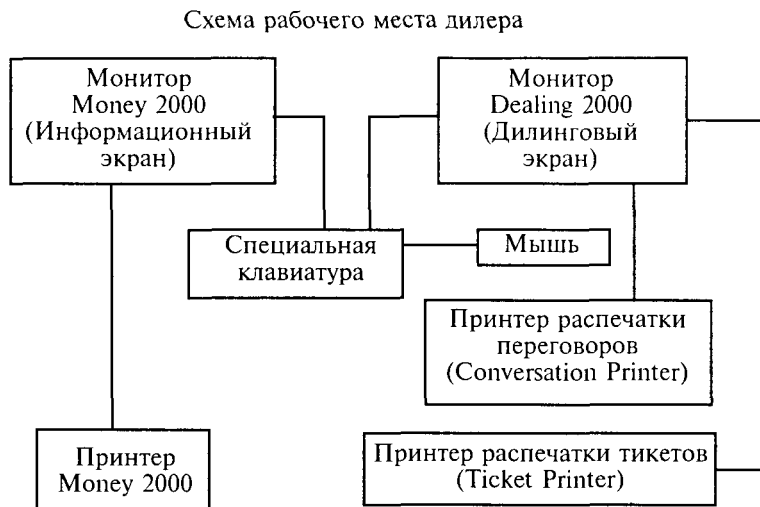 Схема рабочего места дилера
Монитор
Money 2000
(Информационный
экран)
Монитор
Dealing 2000
(Дилинговый
экран)
Специальная
клавиатура
Мышь
Принтер распечатки
переговоров
(Conversation Printer)
Принтер
Money 2000
Принтер распечатки тикетов
(Ticket Printer)